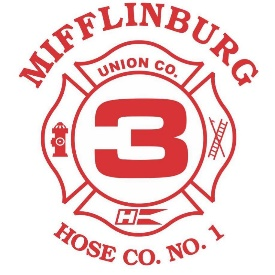 MIFFLINBURG
UNION CO.
3
H
HOSE CO. NO. 1